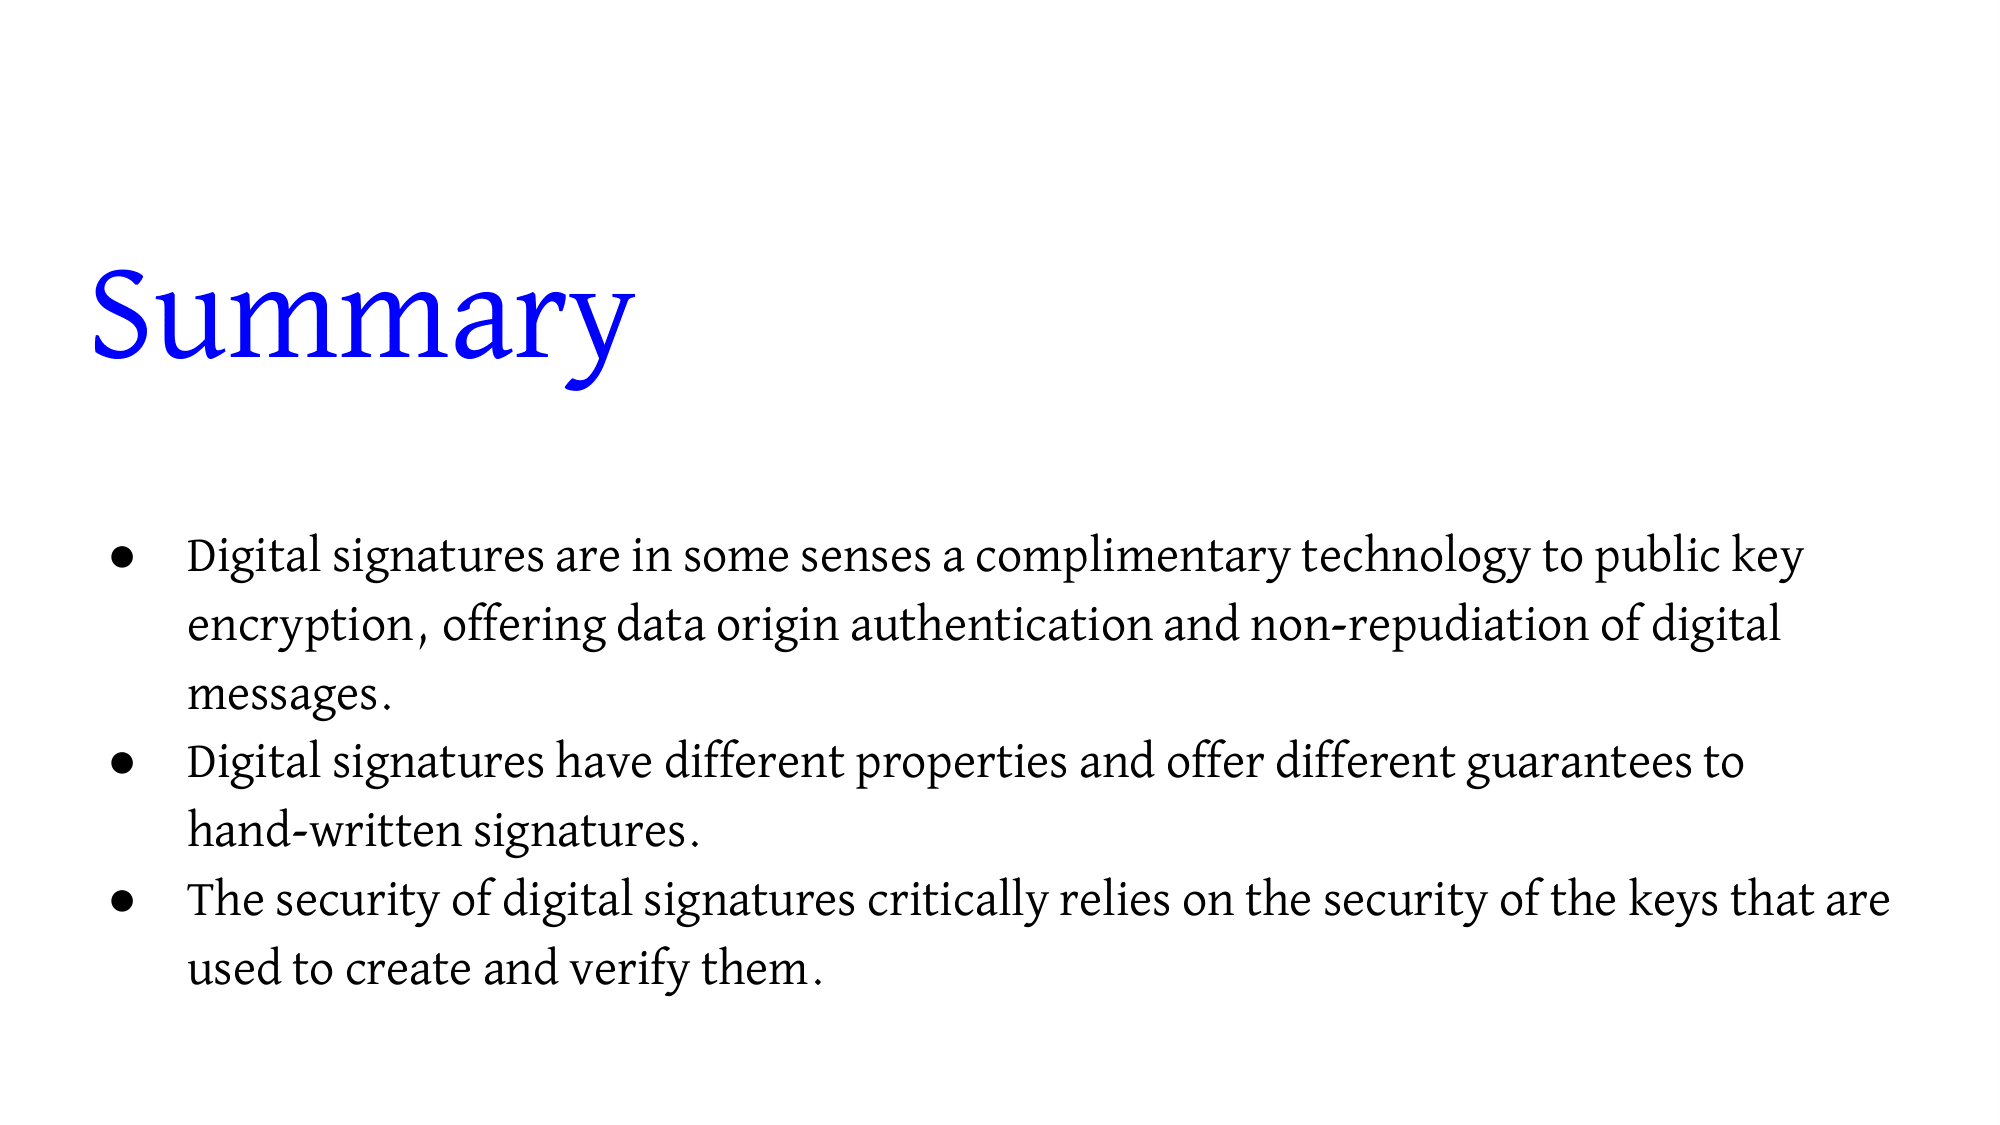 Summary
● Digital signatures are in some senses a complimentary technology to public key
encryption, offering data origin authentication and non-repudiation of digital
messages.
● Digital signatures have different properties and offer different guarantees to
hand-written signatures.
● The security of digital signatures critically relies on the security of the keys that are
used to create and verify them.